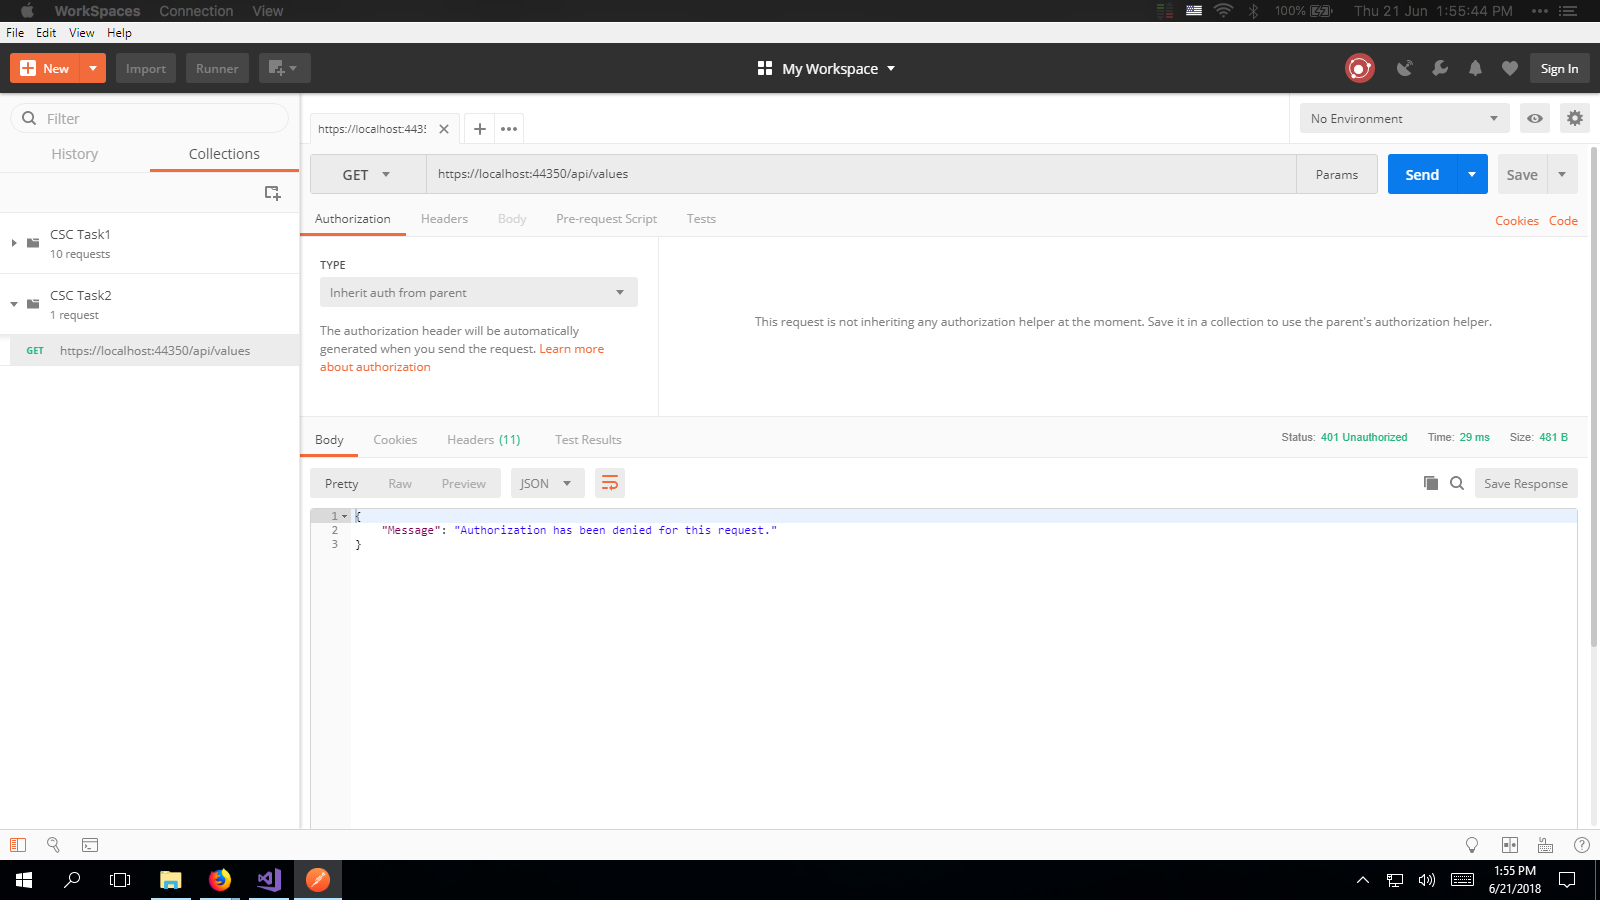 WorkSpaces Connection View 100% Thu 21 Jun 1:55:44 PM
File Edit View Help
New Import Runner My Workspace Sign In
Filter
https://localhost:4435
No Environment
History Collections
GET https://localhost:44350/api/values Params Send Save
Authorization Headers Body Pre-request Script Tests Cookies Code
CSC Task1
10 requests
CSC Task2
1 request
GET https://localhost:44350/api/values
TYPE
Inherit auth from parent
The authorization header will be automatically
generated when you send the request. Learn more
about authorization
This request is not inheriting any authorization helper at the moment. Save it in a collection to use the parent's authorization helper.
Body Cookies Headers (11) Test Results Status: 401 Unauthorized Time: 29 ms Size: 481 B
Pretty Raw Preview JSON Save Response
1 {
2 "Message": "Authorization has been denied for this request."
3 }
1:55 PM
6/21/2018